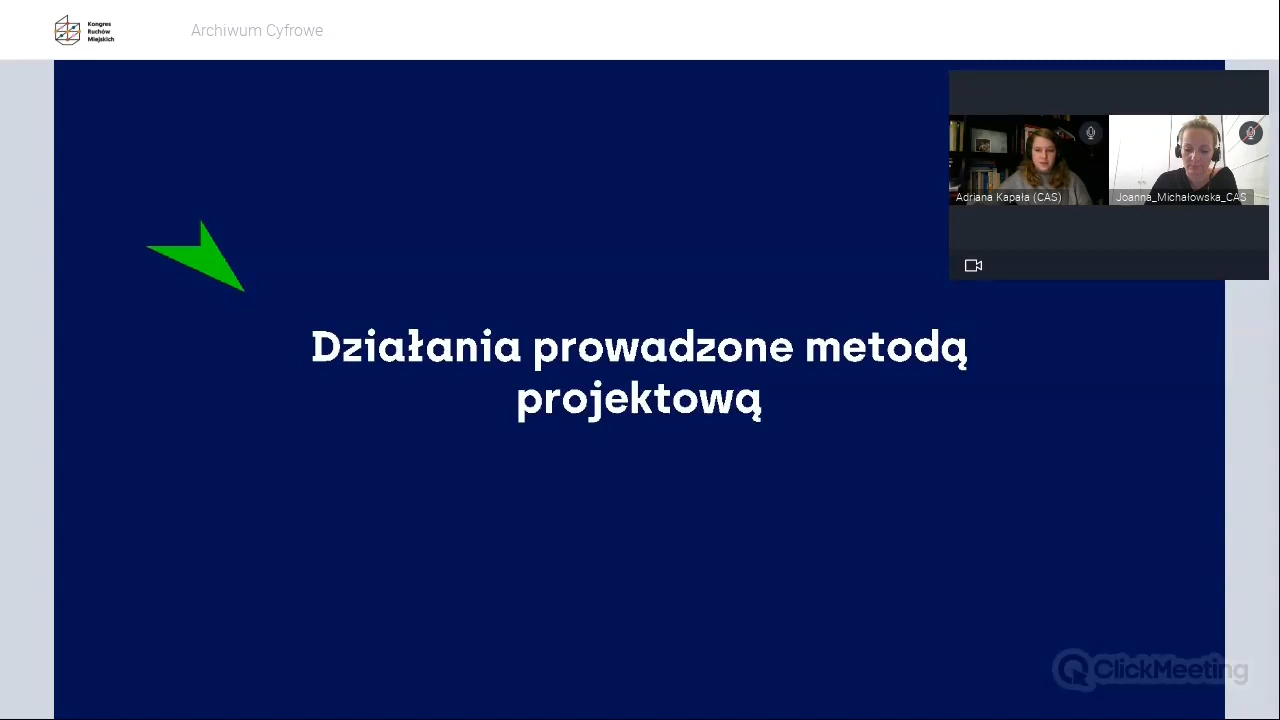 Kongres
Ruchów
Miejskich
Archiwum Cyfrowe
Adriana Kapała (CAS)
Joanna_Michałowska_CAS
Działania prowadzone metodą
projektową
ClickMeeting